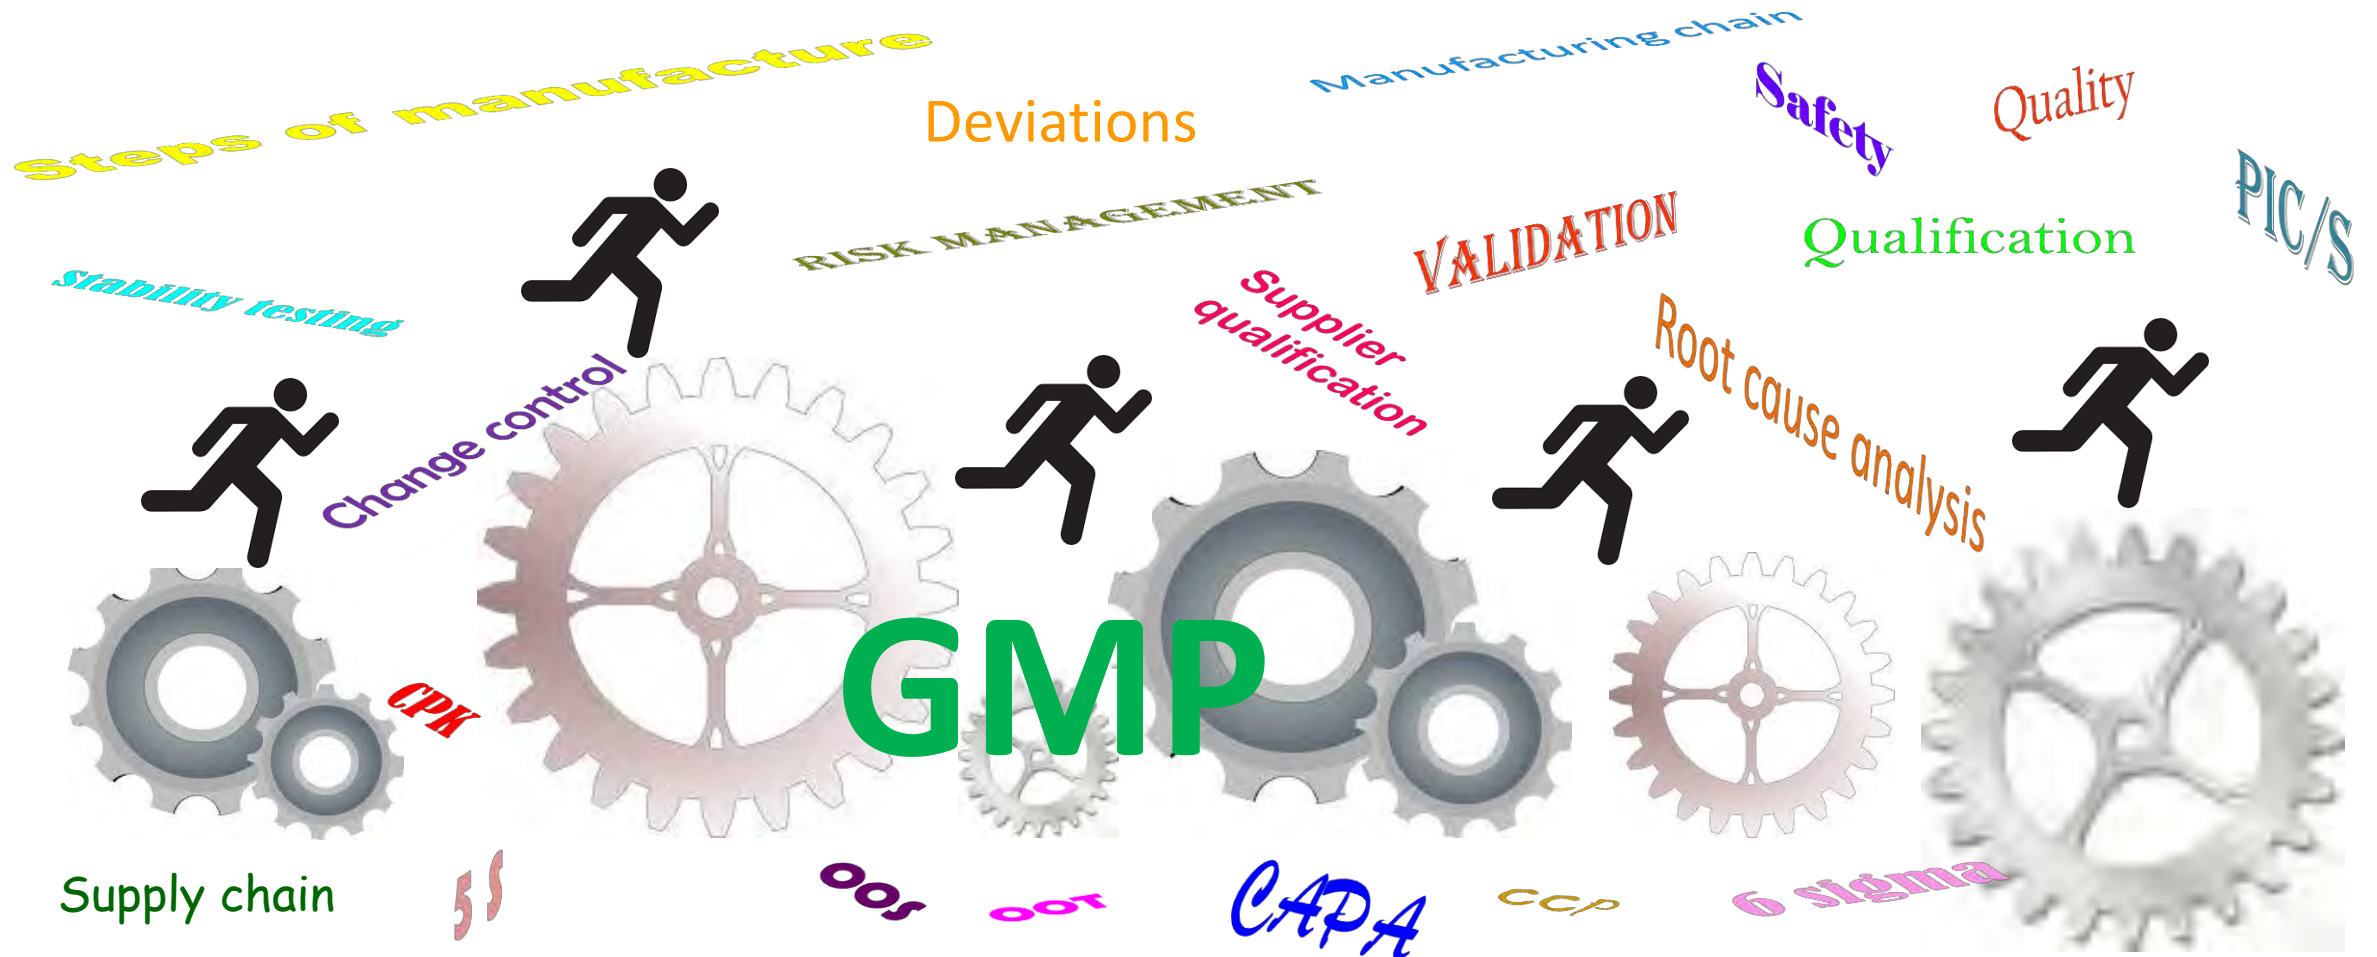 Steps of manufacture
Manufacturing chain
Deviations
Safety
Quality
PIC/S
RISK MANAGEMENT
VALIDATION
Qualification
Stability testing
Supplier
qualification
Root cause analysis
Change control
GMP
CPK
Supply chain
5 S
OOS
OOT
CAPA
CCP
6 sigma